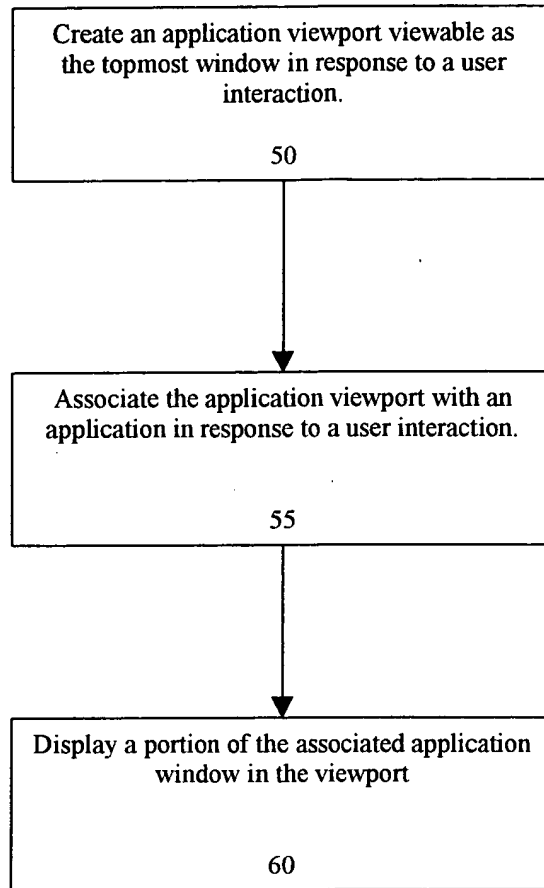 Create an application viewport viewable as
the topmost window in response to a user
interaction.
50
Associate the application viewport with an
application in response to a user interaction.
55
Display a portion of the associated application
window in the viewport
60